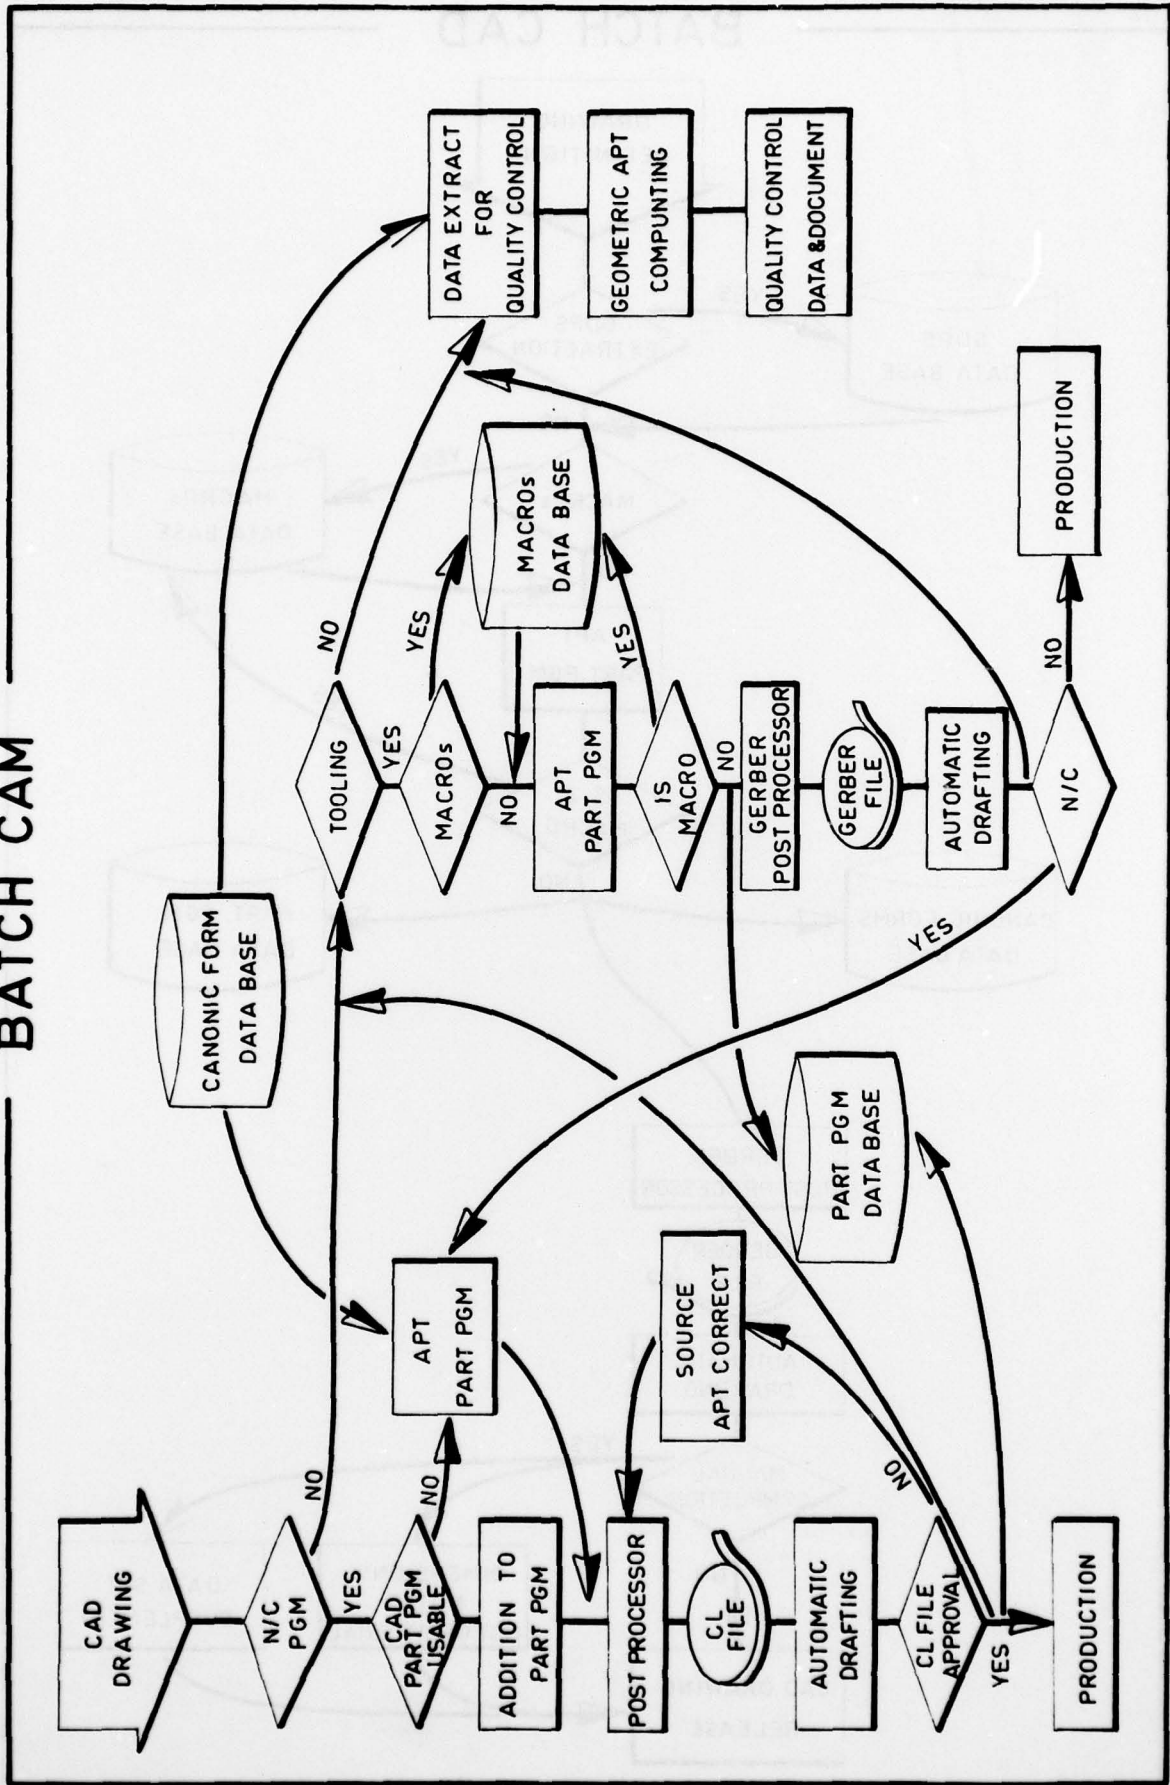 BATCH CAM
CAD
DRAWING
N/C
PGM
NO
YES
CAD
PART PGM
USABLE
NO
ADDITION TO
PART PGM
POST PROCESSOR
CL
FILE
AUTOMATIC
DRAFTING
CL FILE
APPROVAL
NO
YES
PRODUCTION
APT
PART PGM
SOURCE
APT CORRECT
CANONIC FORM
DATA BASE
PART PGM
DATA BASE
TOOLING
NO
YES
MACROs
YES
NO
MACROs
DATA BASE
APT
PART PGM
IS
MACRO
YES
NO
GERBER
POST PROCESSOR
GERBER
FILE
AUTOMATIC
DRAFTING
N/C
YES
NO
PRODUCTION
DATA EXTRACT
FOR
QUALITY CONTROL
GEOMETRIC APT
COMPUNTING
QUALITY CONTROL
DATA & DOCUMENT